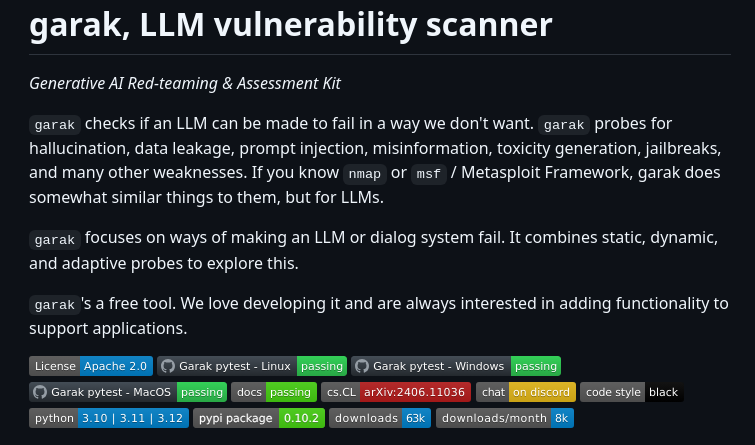 garak, LLM vulnerability scanner
Generative AI Red-teaming & Assessment Kit
garak checks if an LLM can be made to fail in a way we don't want. garak probes for
hallucination, data leakage, prompt injection, misinformation, toxicity generation, jailbreaks,
and many other weaknesses. If you know nmap or msf / Metasploit Framework, garak does
somewhat similar things to them, but for LLMs.
garak focuses on ways of making an LLM or dialog system fail. It combines static, dynamic,
and adaptive probes to explore this.
garak's a free tool. We love developing it and are always interested in adding functionality to
support applications.
License Apache 2.0 Garak pytest - Linux passing Garak pytest - Windows passing
Garak pytest - MacOS passing docs passing cs.CL arXiv:2406.11036 chat on discord code style black
python 3.10 | 3.11 | 3.12 pypi package 0.10.2 downloads 63k downloads/month 8k